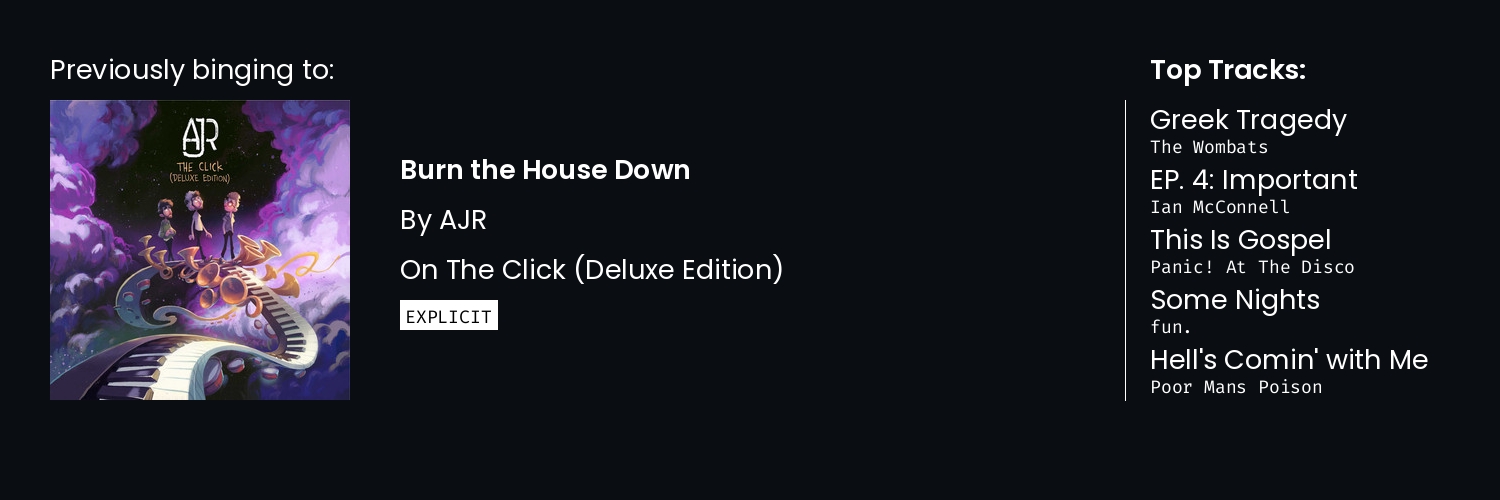 Previously binging to:
AJR
THE CLICK
(DELUXE EDITION)
Burn the House Down
By AJR
On The Click (Deluxe Edition)
EXPLICIT
Top Tracks:
Greek Tragedy
The Wombats
EP. 4: Important
Ian McConnell
This Is Gospel
Panic! At The Disco
Some Nights
fun.
Hell's Comin' with Me
Poor Mans Poison